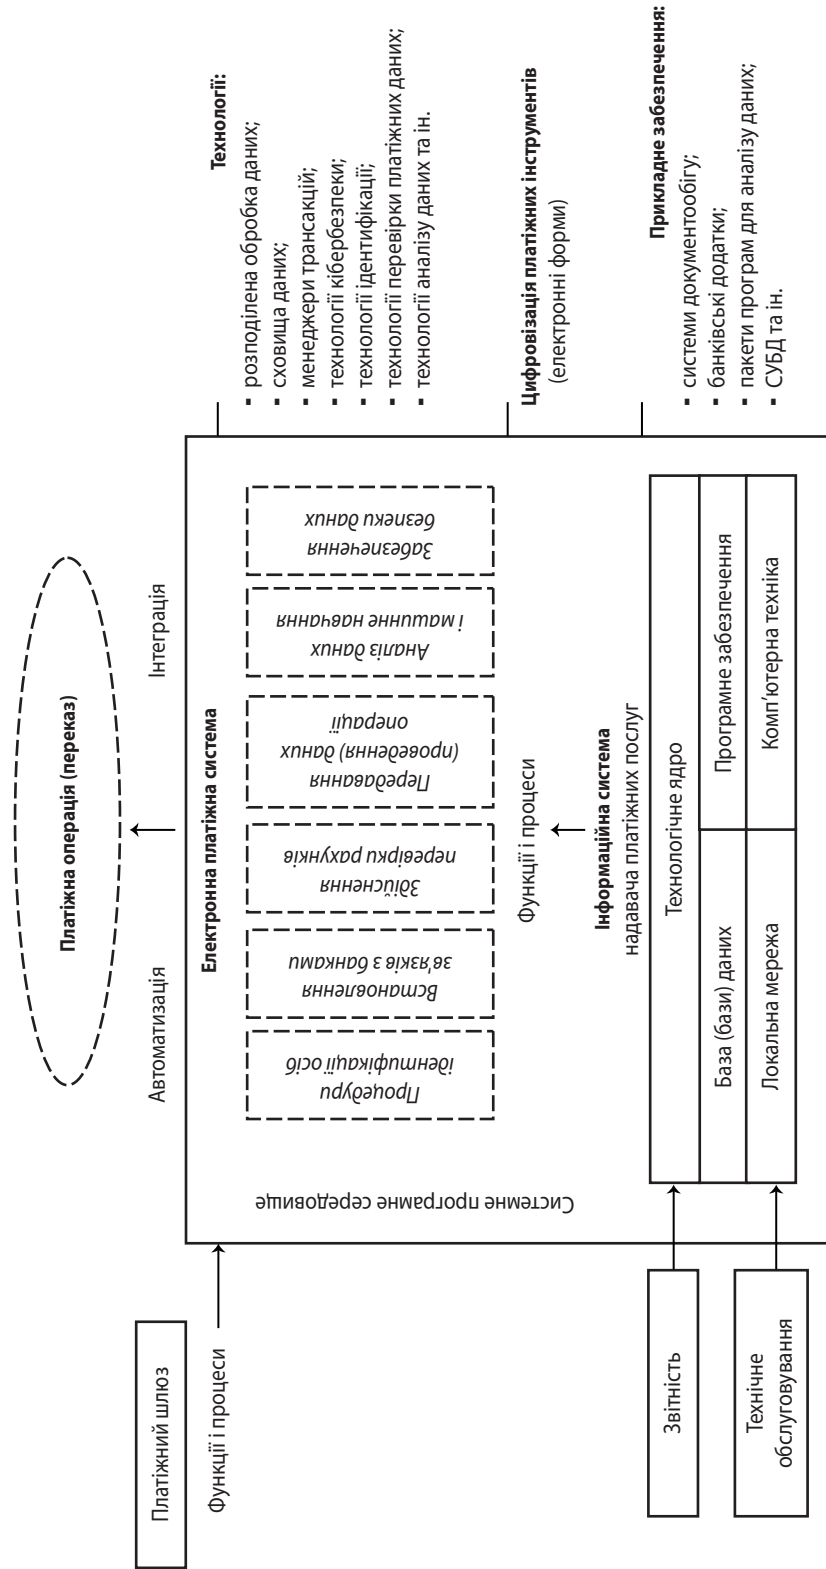 Платіжна операція (переказ)
Автоматизація
Інтеграція
Платіжний шлюз
Функції і процеси
Електронна платіжна система
Системне програмне середовище
Процедури
ідентифікації осіб
Встановлення
зв'язків з банками
Здійснення
перевірки рахунків
Передавання
(проведення) даних
операції
Аналіз даних
і машинне навчання
Забезпечення
безпеки даних
Функції і процеси
Інформаційна система
надавача платіжних послуг
Технологічне ядро
База (бази) даних
Програмне забезпечення
Локальна мережа
Комп'ютерна техніка
Звітність
Технічне
обслуговування
Технології:
- розподілена обробка даних;
- сховища даних;
- менеджери трансакцій;
- технології кібербезпеки;
- технології ідентифікації;
- технології перевірки платіжних даних;
- технології аналізу даних та ін.
Цифровізація платіжних інструментів
(електронні форми)
Прикладне забезпечення:
- системи документообігу;
- банківські додатки;
- пакети програм для аналізу даних;
- СУБД та ін.